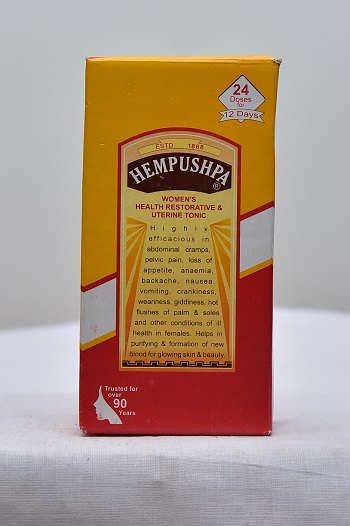 24
Doses
for
12 Days
ESTD 1868
HEMPUSHPA
®
WOMEN'S
HEALTH RESTORATIVE &
UTERINE TONIC
Highly
efficacious in
abdominal cramps,
pelvic pain, loss of
appetite, anaemia,
backache, nausea,
vomiting, crankiness,
weariness, giddiness, hot
flushes of palm & soles
and other conditions of ill
health in females. Helps in
purifying & formation of new
blood for glowing skin & beauty.
Trusted for
over
90
Years